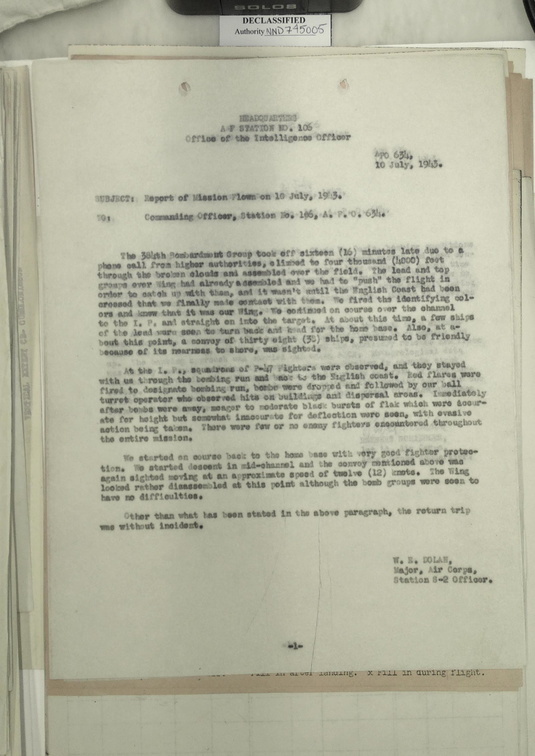 SOLOS
DECLASSIFIED
Authority NND 745005
HEADQUARTERS
A-F STATION NO. 106
Office of the Intelligence Officer
APO 634,
10 July, 1943.
SUBJECT: Report of Mission Flown on 10 July, 1943.
TO: Commanding Officer, Station No. 106, A. P. O. 634.
The 384th Bombardment Group took off sixteen (16) minutes late due to a
phone call from higher authorities, climbed to four thousand (4000) feet
through the broken clouds and assembled over the field. The lead and top
groups over Wing had already assembled and we had to "push" the flight in
order to catch up with them, and it wasn't until the English Coast had been
crossed that we finally made contact with them. We fired the identifying col-
ors and knew that it was our Wing. We continued on course over the channel
to the I. P. and straight on into the target. At about this time, a few ships
of the lead were seen to turn back and head for the home base. Also, at a-
bout this point, a convoy of thirty eight (38) ships, presumed to be friendly
because of its nearness to shore, was sighted.
At the I. P., squadrons of P-47 Fighters were observed, and they stayed
with us through the bombing run and back to the English coast. Red flares were
fired to designate bombing run, bombs were dropped and followed by our ball
turret operator who observed hits on buildings and dispersal areas. Immediately
after bombs were away, meager to moderate black bursts of flak which were accur-
ate for height but somewhat inaccurate for deflection were seen, with evasive
action being taken. There were few or no enemy fighters encountered throughout
the entire mission.
We started on course back to the home base with very good fighter protec-
tion. We started descent in mid-channel and the convoy mentioned above was
again sighted moving at an approximate speed of twelve (12) knots. The Wing
looked rather disassembled at this point although the bomb groups were seen to
have no difficulties.
Other than what has been stated in the above paragraph, the return trip
was without incident.
W. E. DOLAN,
Major, Air Corps,
Station S-2 Officer.
-1-
Fill in after landing. X Fill in during flight.